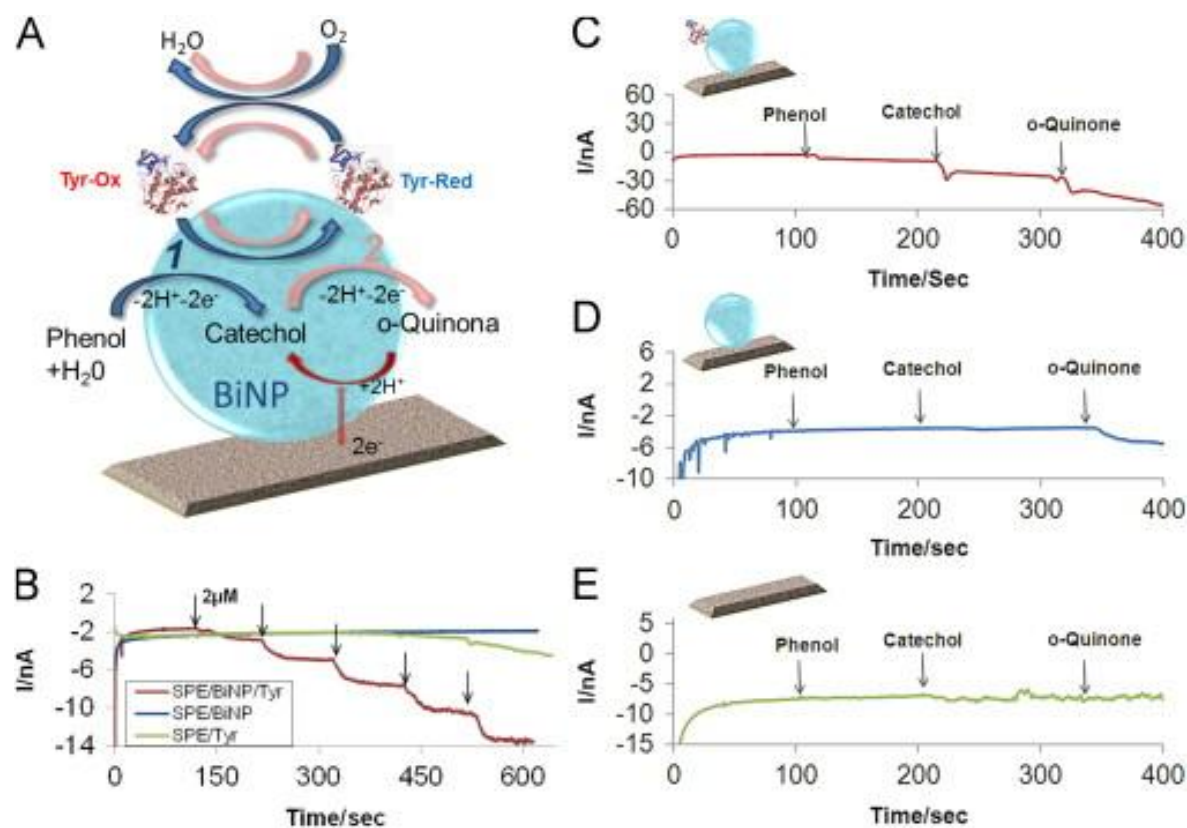 A
H2O
O2
Tyr-Ox
Tyr-Red
1
2
-2H+-2e-
-2H+-2e-
Phenol
+H20
Catechol
o-Quinona
BiNP
+2H+
2e-
B
2
-2
-6
-10
-14
I/nA
2µM
SPE/BiNP/Tyr
SPE/BiNP
SPE/Tyr
0
150
300
450
600
Time/sec
C
60
30
0
-30
-60
I/nA
Phenol
Catechol
o-Quinone
0
100
200
300
400
Time/Sec
D
6
2
-2
-6
-10
I/nA
Phenol
Catechol
o-Quinone
0
100
200
300
400
Time/sec
E
5
0
-5
-10
-15
I/nA
Phenol
Catechol
o-Quinone
0
100
200
300
400
Time/sec